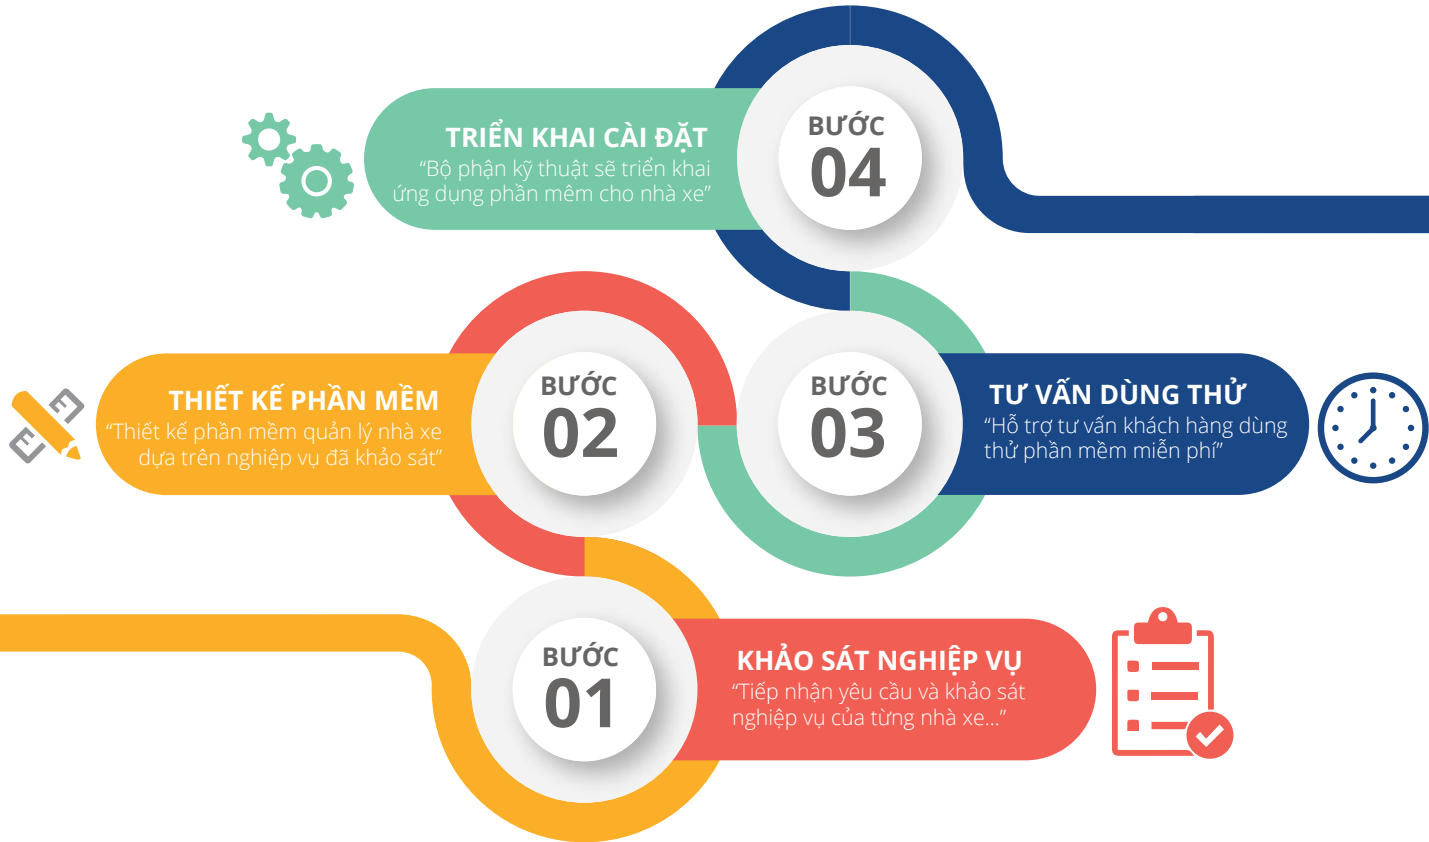 BƯỚC
04
TRIỂN KHAI CÀI ĐẶT
“Bộ phận kỹ thuật sẽ triển khai
ứng dụng phần mêm cho nhà xe”
BƯỚC
02
THIẾT KẾ PHẦN MỀM
“Thiết kế phần mềm quản lý nhà xe
dựa trên nghiệp vụ đã khảo sát”
BƯỚC
03
TƯ VẤN DÙNG THỬ
“Hỗ trợ tư vấn khách hàng dùng
thử phần mềm miễn phí”
BƯỚC
01
KHẢO SÁT NGHIỆP VỤ
“Tiếp nhận yêu cầu và khảo sát
nghiệp vụ của từng nhà xe...”